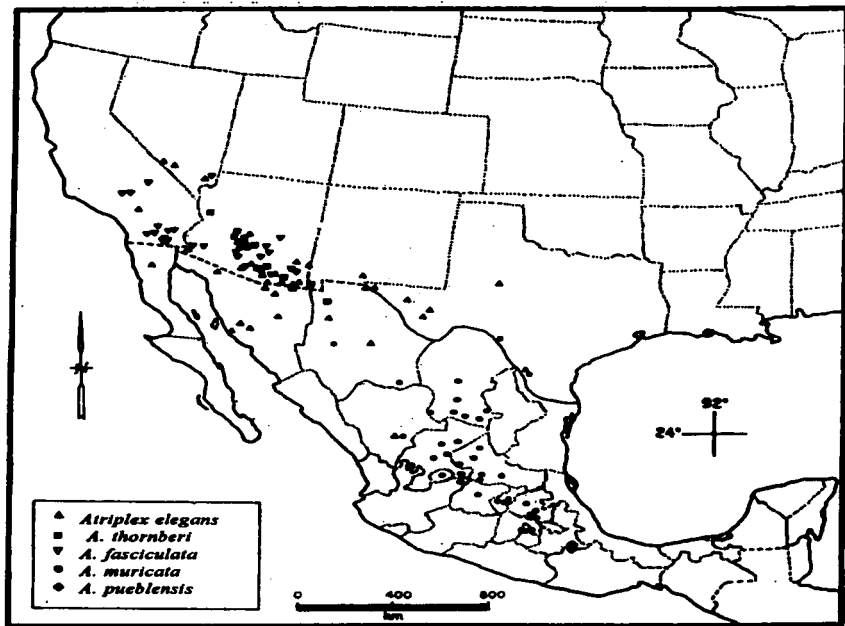 92°
24°
Atriplex elegans
A. thornberi
A. fasciculata
A. muricata
A. pueblensis
0 400 800
km